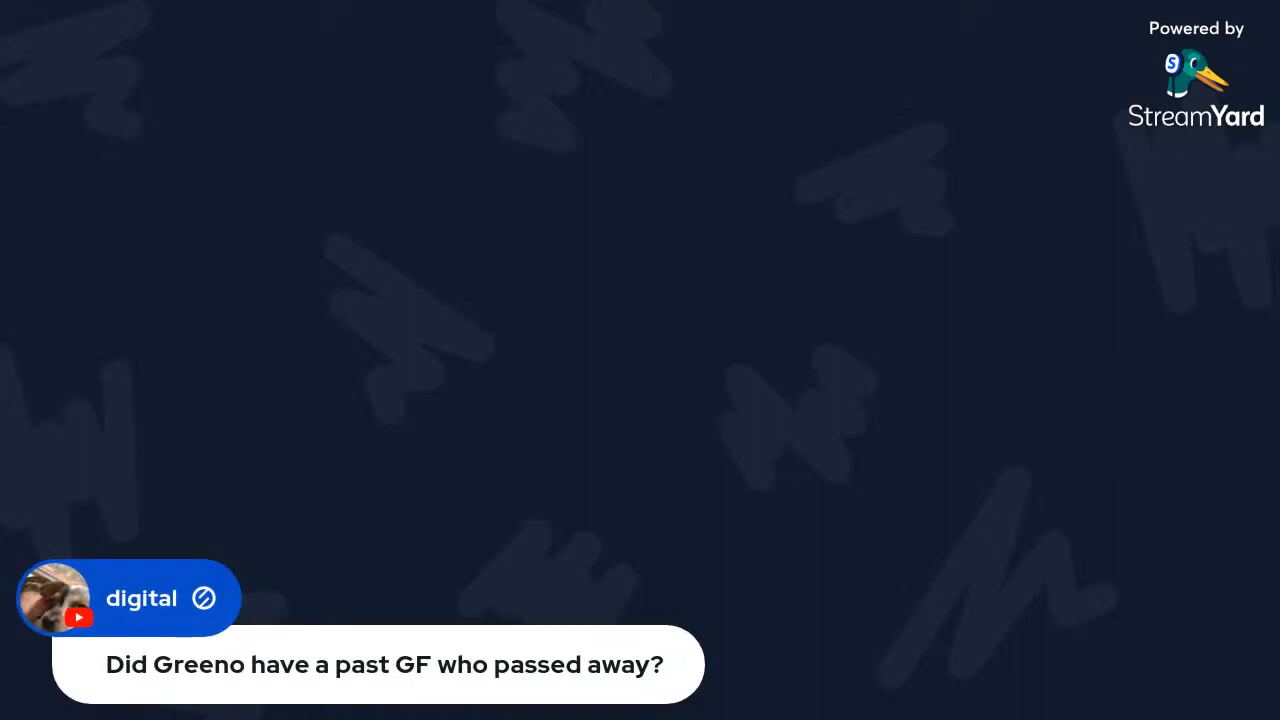 Powered by
S
StreamYard
digital
Did Greeno have a past GF who passed away?